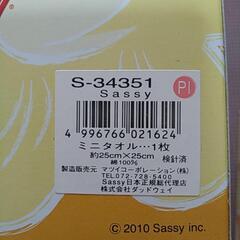 S-34351
Sassy
PI
4 996766 021624
ミニタオル…1枚
約25cm×25cm
綿100%
検針済
製造販売元 マツイコーポレーション(株)
TEL072-728-5400
Sassy日本正規総代理店
株式会社ダッドウェイ
© 2010 Sassy inc.